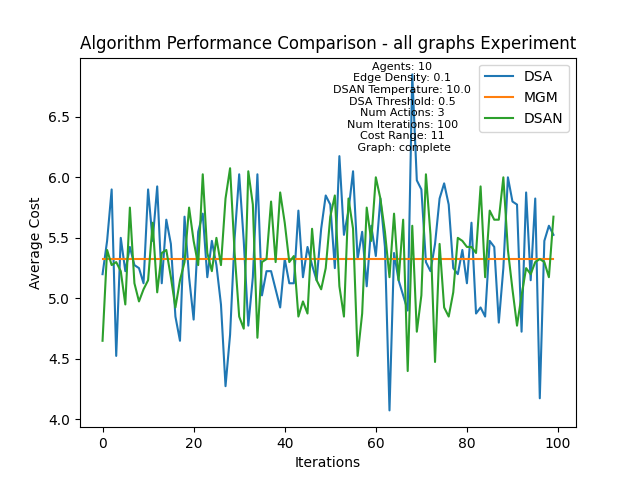 Algorithm Performance Comparison - all graphs Experiment
Agents: 10
Edge Density: 0.1
DSAN Temperature: 10.0
DSA Threshold: 0.5
Num Actions: 3
Num Iterations: 100
Cost Range: 11
Graph: complete
DSA
MGM
DSAN
Average Cost
6.5
6.0
5.5
5.0
4.5
4.0
0 20 40 60 80 100
Iterations